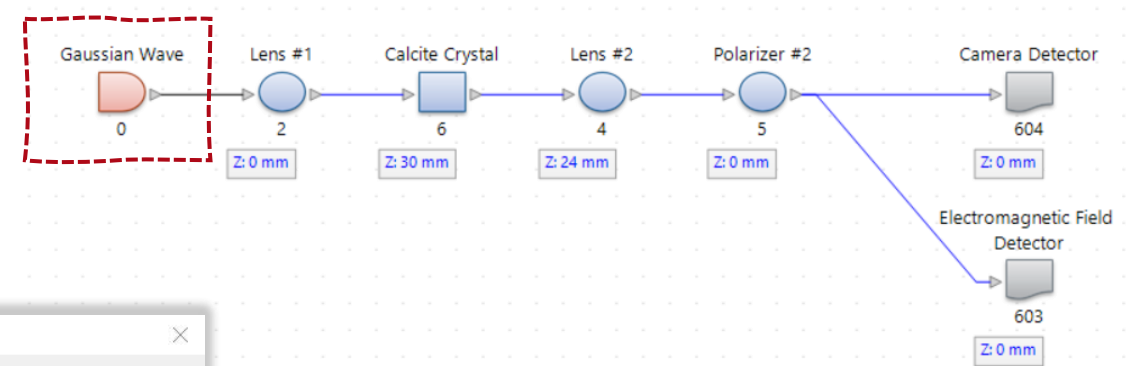 Gaussian Wave
Lens #1
Calcite Crystal
Lens #2
Polarizer #2
Camera Detector
0
2
6
4
5
604
Z: 0 mm
Z: 30 mm
Z: 24 mm
Z: 0 mm
Z: 0 mm
Electromagnetic Field
Detector
603
Z: 0 mm